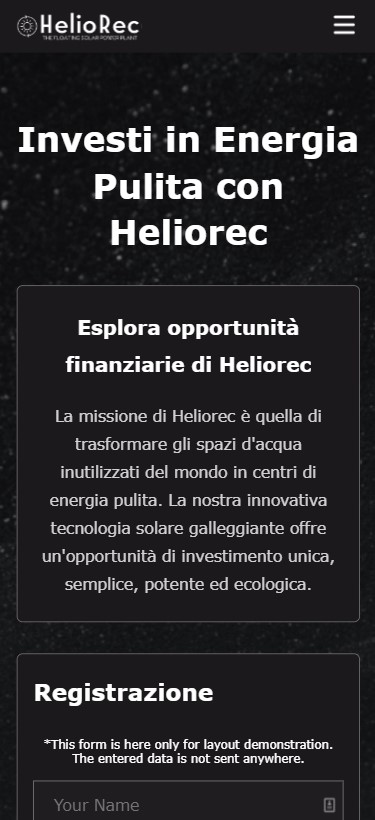 HelioRec
THE FLOATING SOLAR POWER PLANT
Investi in Energia
Pulita con
Heliorec
Esplora opportunità
finanziarie di Heliorec
La missione di Heliorec è quella di
trasformare gli spazi d'acqua
inutilizzati del mondo in centri di
energia pulita. La nostra innovativa
tecnologia solare galleggiante offre
un'opportunità di investimento unica,
semplice, potente ed ecologica.
Registrazione
*This form is here only for layout demonstration.
The entered data is not sent anywhere.
Your Name